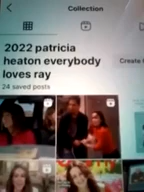 Collection
2022 patricia
heaton everybody
loves ray
24 saved posts
Create